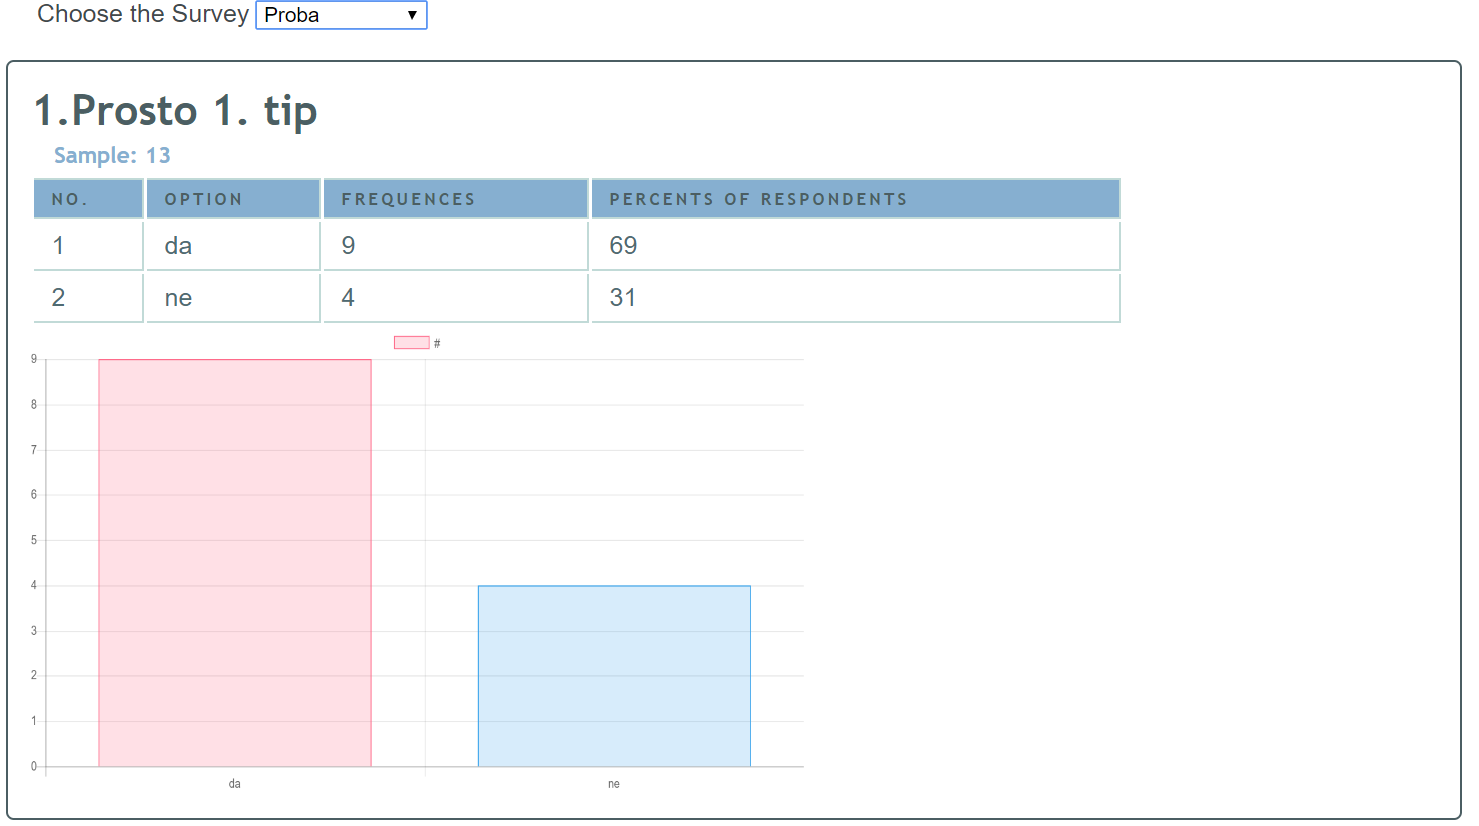 Choose the Survey Proba
1.Prosto 1. tip
Sample: 13
NO. OPTION FREQUENCES PERCENTS OF RESPONDENTS
1 da 9 69
2 ne 4 31
#
9
8
7
6
5
4
3
2
1
0
da ne